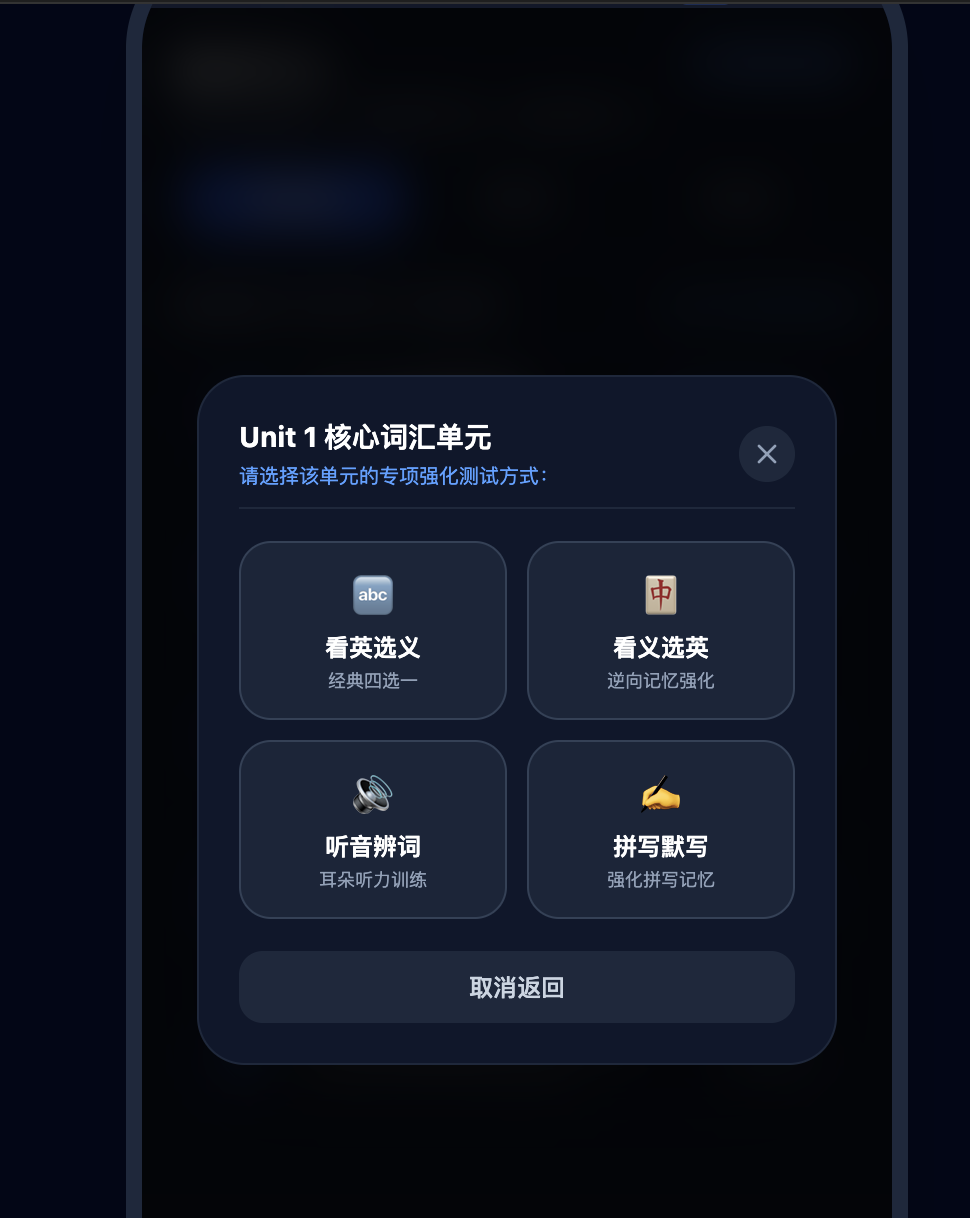 Unit 1 核心词汇单元
请选择该单元的专项强化测试方式：
abc
中
看英选义
看义选英
经典四选一
逆向记忆强化
听音辨词
拼写默写
耳朵听力训练
强化拼写记忆
取消返回